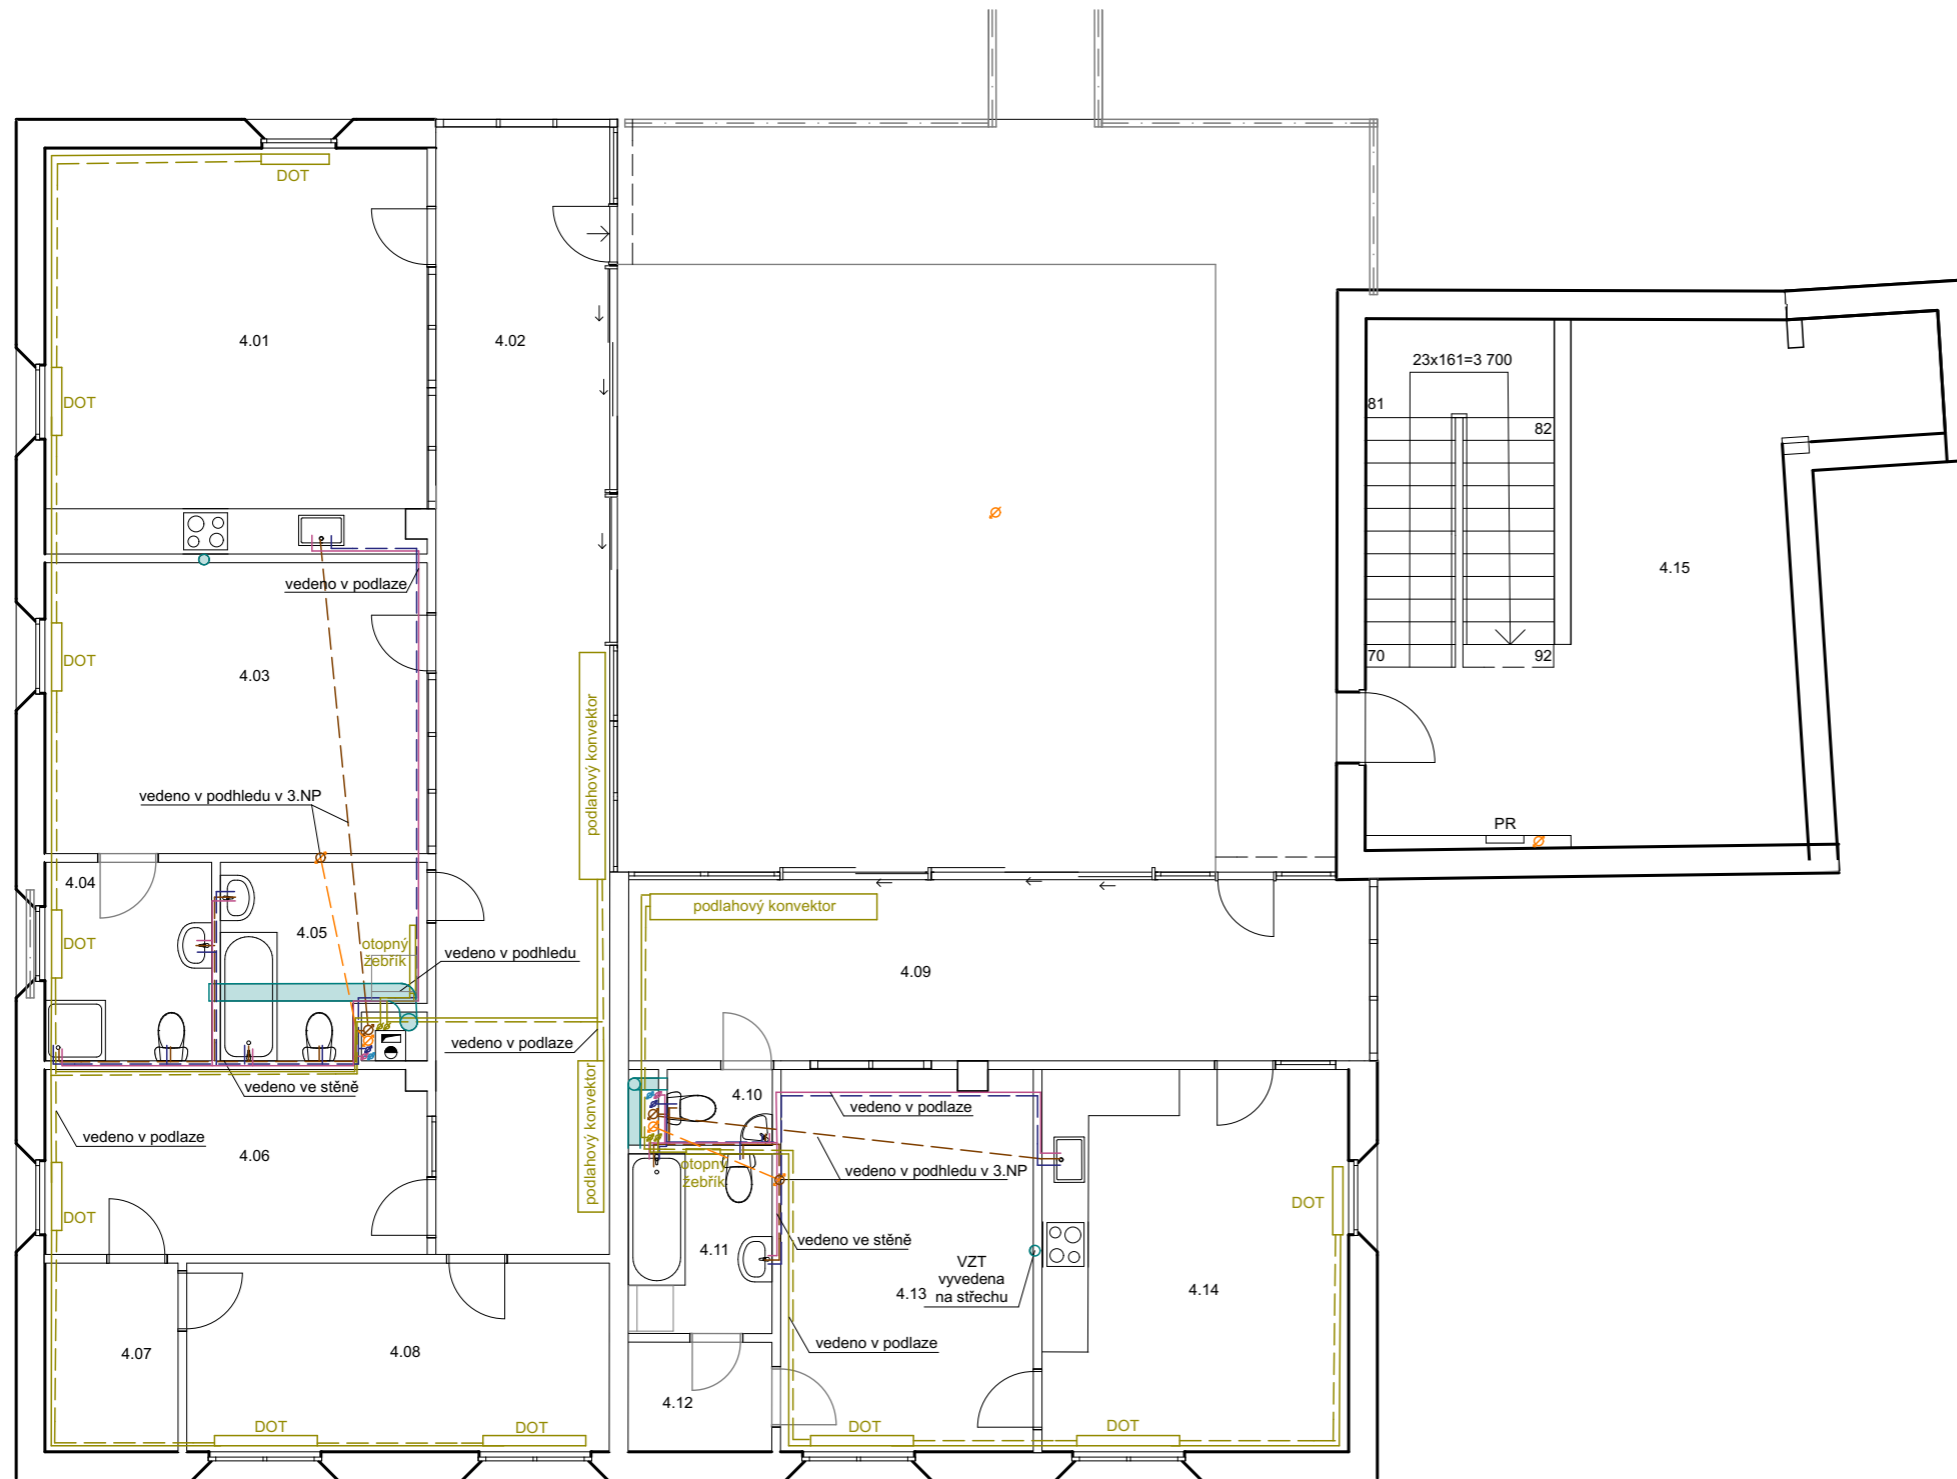 DOT
4.01
4.02
DOT
23x161=3 700
81
82
vedeno v podlaze
4.15
DOT
4.03
70
92
podlahový konvektor
vedeno v podhledu v 3.NP
PR
4.04
4.05
DOT
otopný
žebřík
vedeno v podhledu
podlahový konvektor
4.09
vedeno v podlaze
vedeno ve stěně
podlahový konvektor
4.10
vedeno v podlaze
vedeno v podlaze
4.06
otopný
žebřík
vedeno v podhledu v 3.NP
DOT
DOT
4.11
vedeno ve stěně
VZT
vyvedena
na střechu
4.13
4.14
4.07
4.08
vedeno v podlaze
4.12
DOT
DOT
DOT
DOT